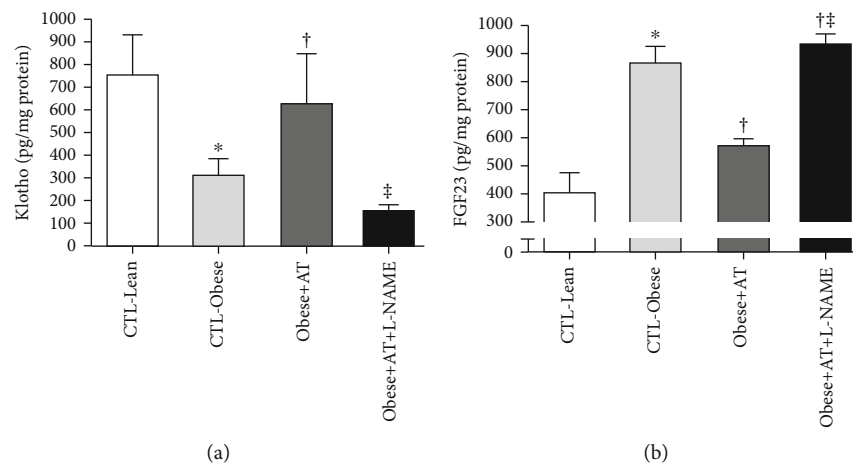 Klotho (pg/mg protein)
1000
900
800
700
600
500
400
300
200
100
0
*
†
‡
CTL-Lean
CTL-Obese
Obese+AT
Obese+AT+L-NAME
(a)
FGF23 (pg/mg protein)
1000
900
800
700
600
500
400
300
0
*
†
†‡
CTL-Lean
CTL-Obese
Obese+AT
Obese+AT+L-NAME
(b)